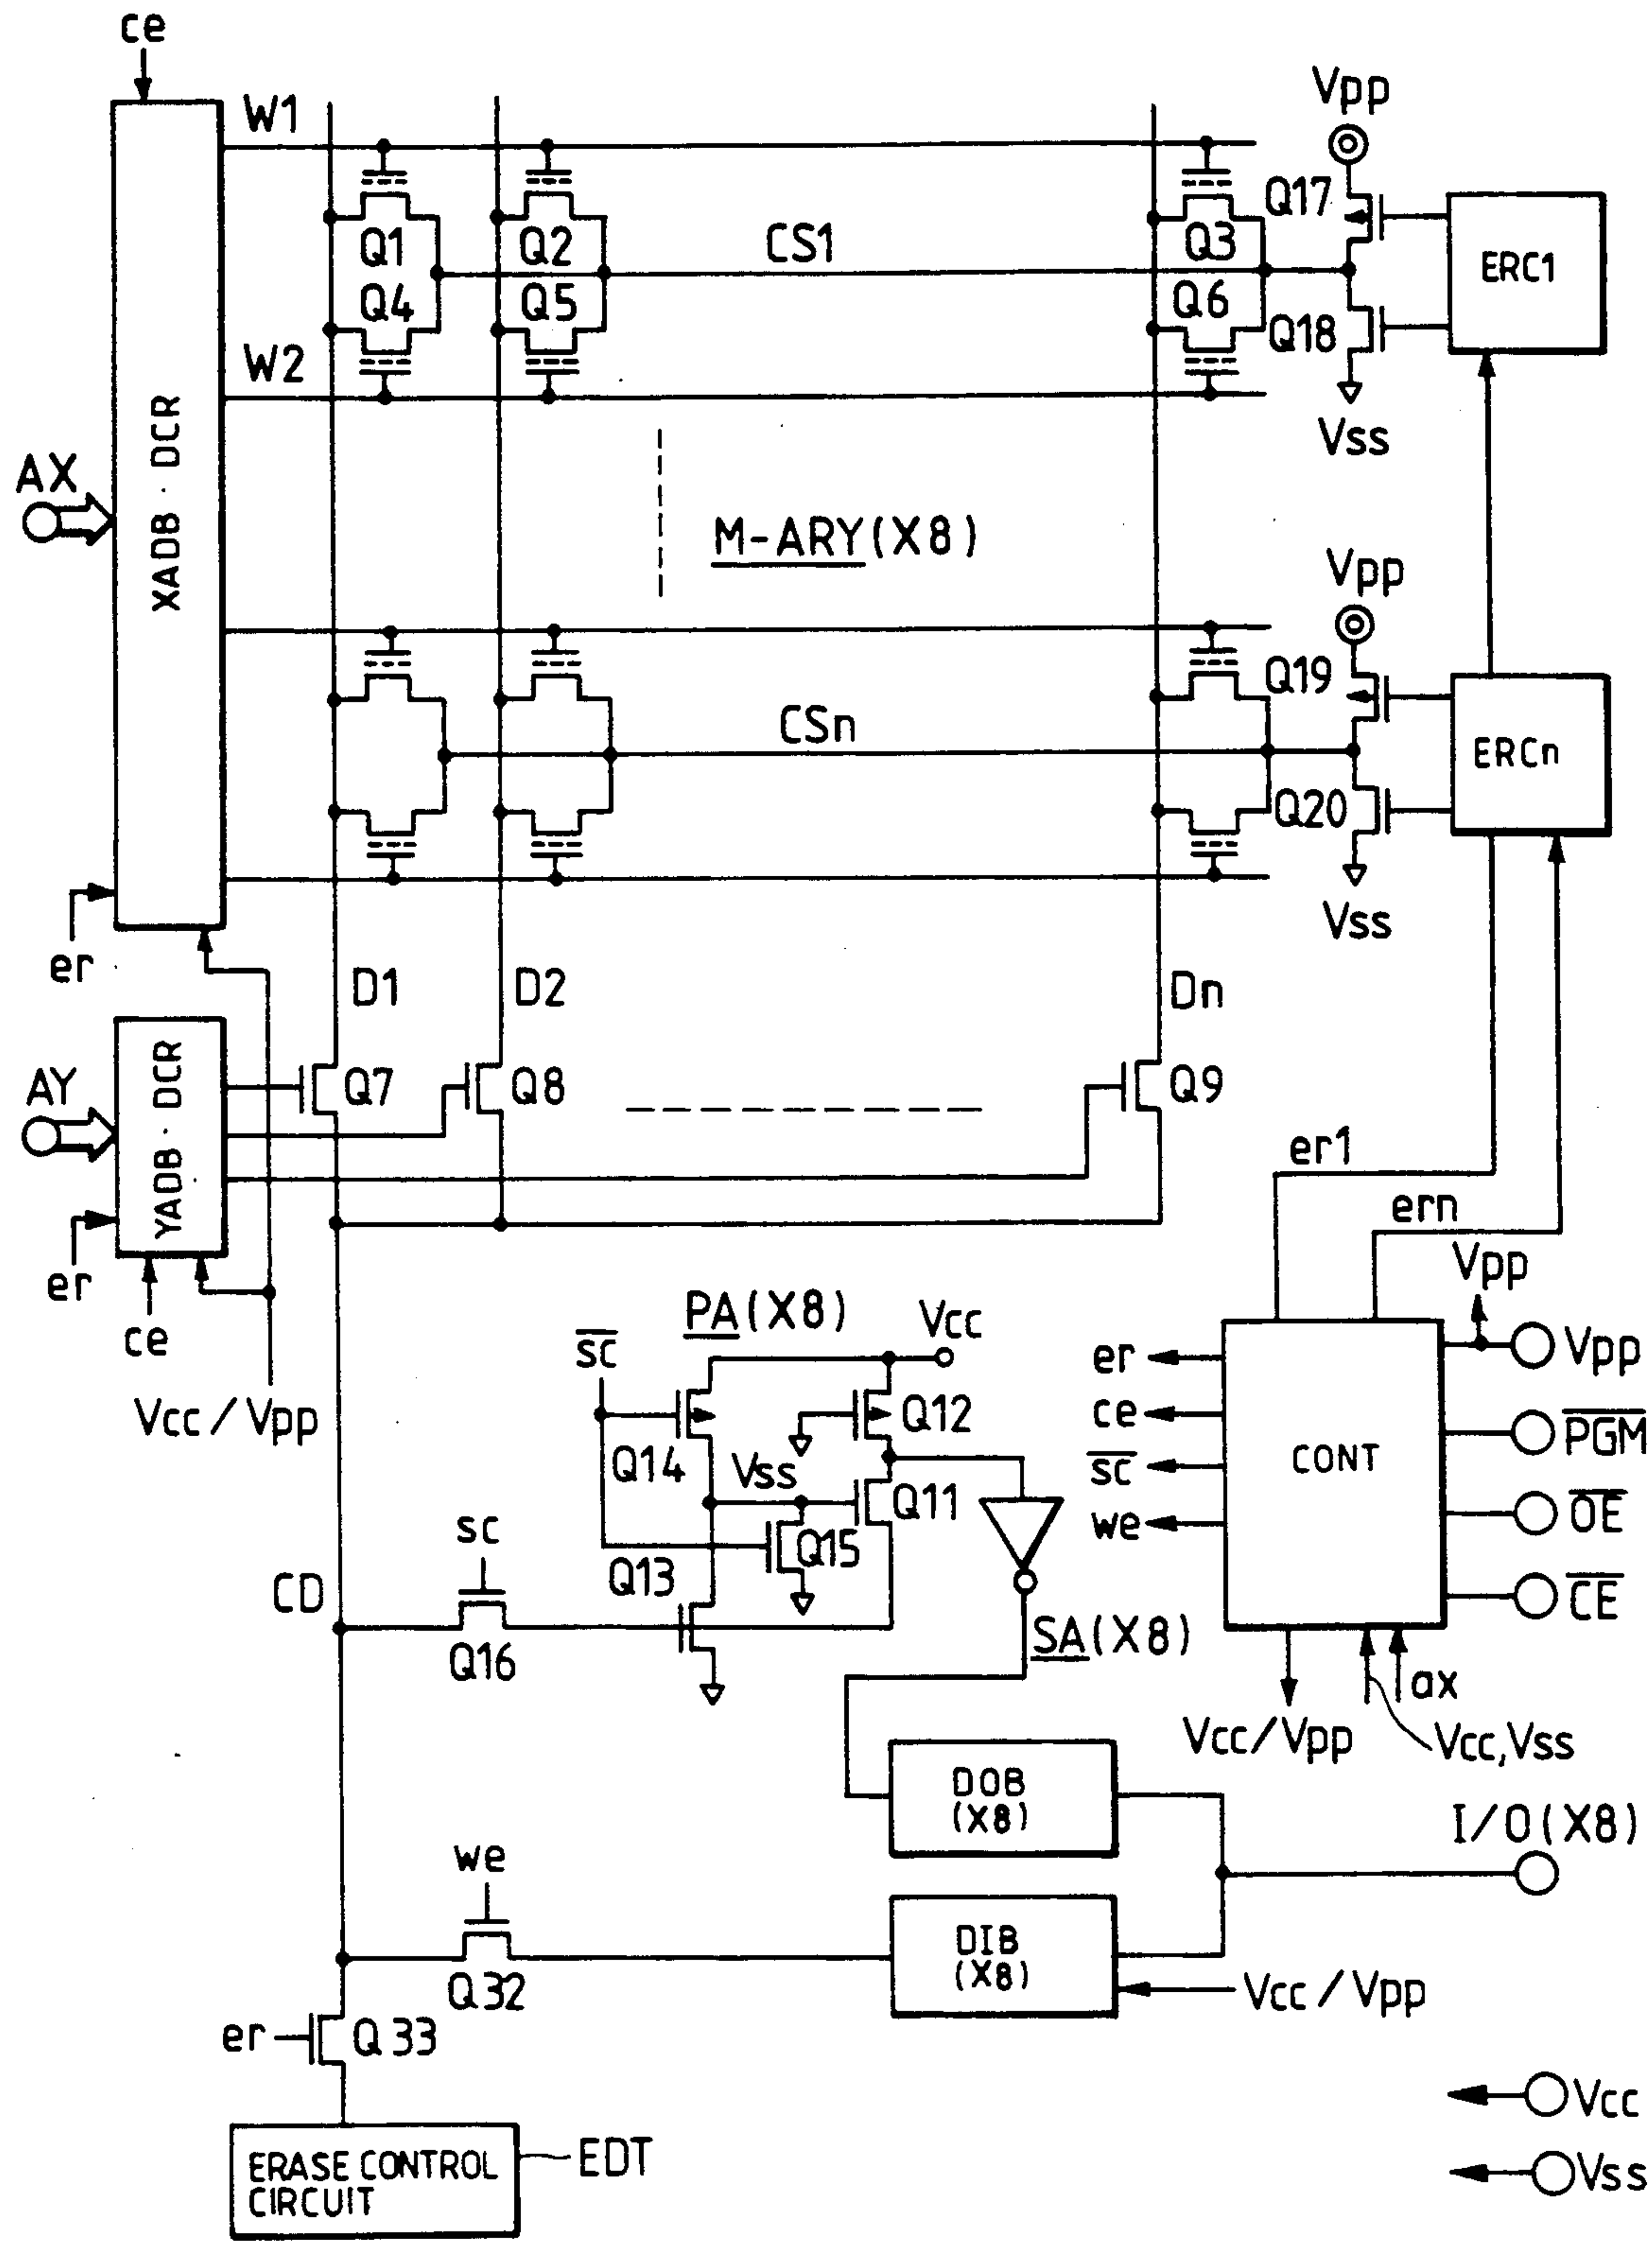 ce
W1
Vpp
Q17
Q1
Q2
CS1
Q3
ERC1
Q4
Q5
Q6
Q18
W2
Vss
XADB · DCR
AX
M-ARY(X8)
Vpp
Q19
CSn
ERCn
Q20
Vss
er
D1
D2
Dn
AY
YADB · DCR
Q7
Q8
Q9
er1
ern
er
ce
Vcc/Vpp
PA(X8)
Vcc
Vpp
sc
er
Vpp
Q14
Vss
Q12
ce
CONT
PGM
Q11
sc
OE
sc
Q15
we
Q13
CD
CE
Q16
SA(X8)
ax
Vcc/Vpp
Vcc,Vss
DOB
(X8)
I/O(X8)
we
DIB
(X8)
Q32
Vcc/Vpp
er
Q33
Vcc
ERASE CONTROL
CIRCUIT
EDT
Vss